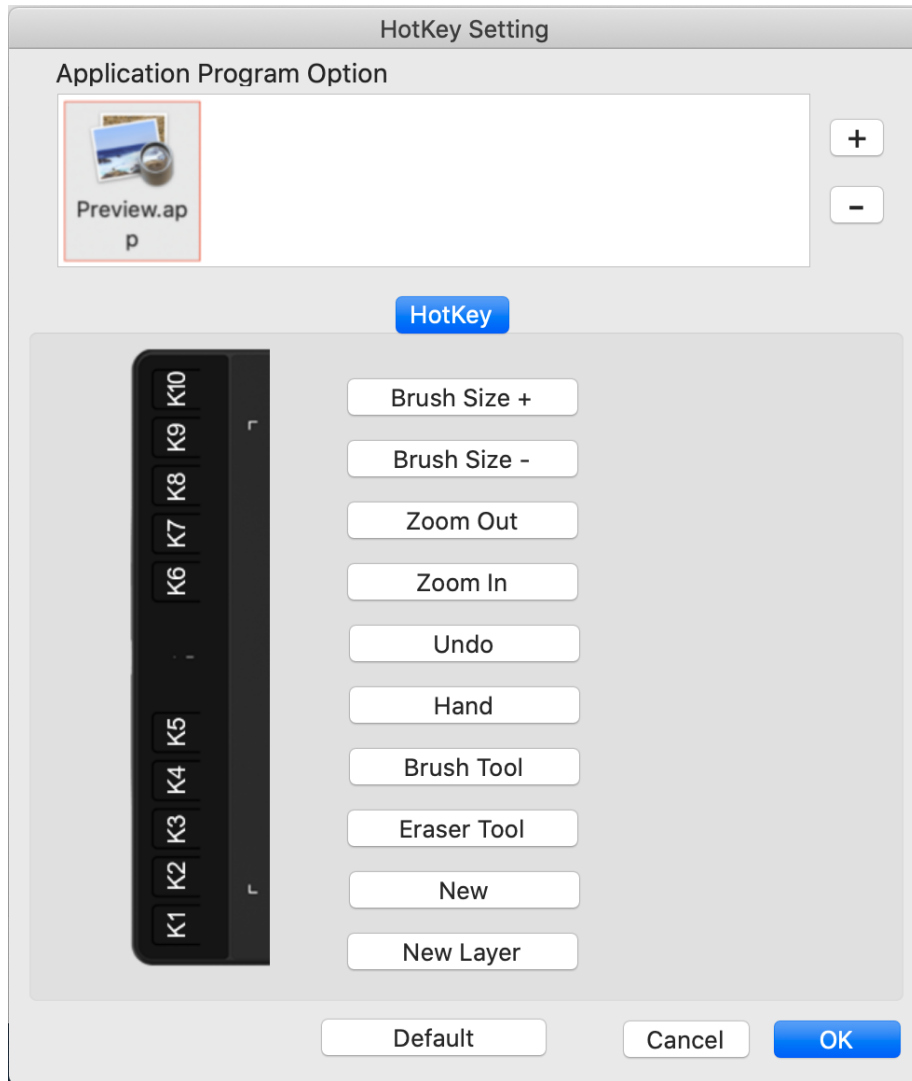 HotKey Setting
Application Program Option
Preview.ap
p
+
-
HotKey
K10
K9
K8
K7
K6
K5
K4
K3
K2
K1
Brush Size +
Brush Size -
Zoom Out
Zoom In
Undo
Hand
Brush Tool
Eraser Tool
New
New Layer
Default
Cancel
OK